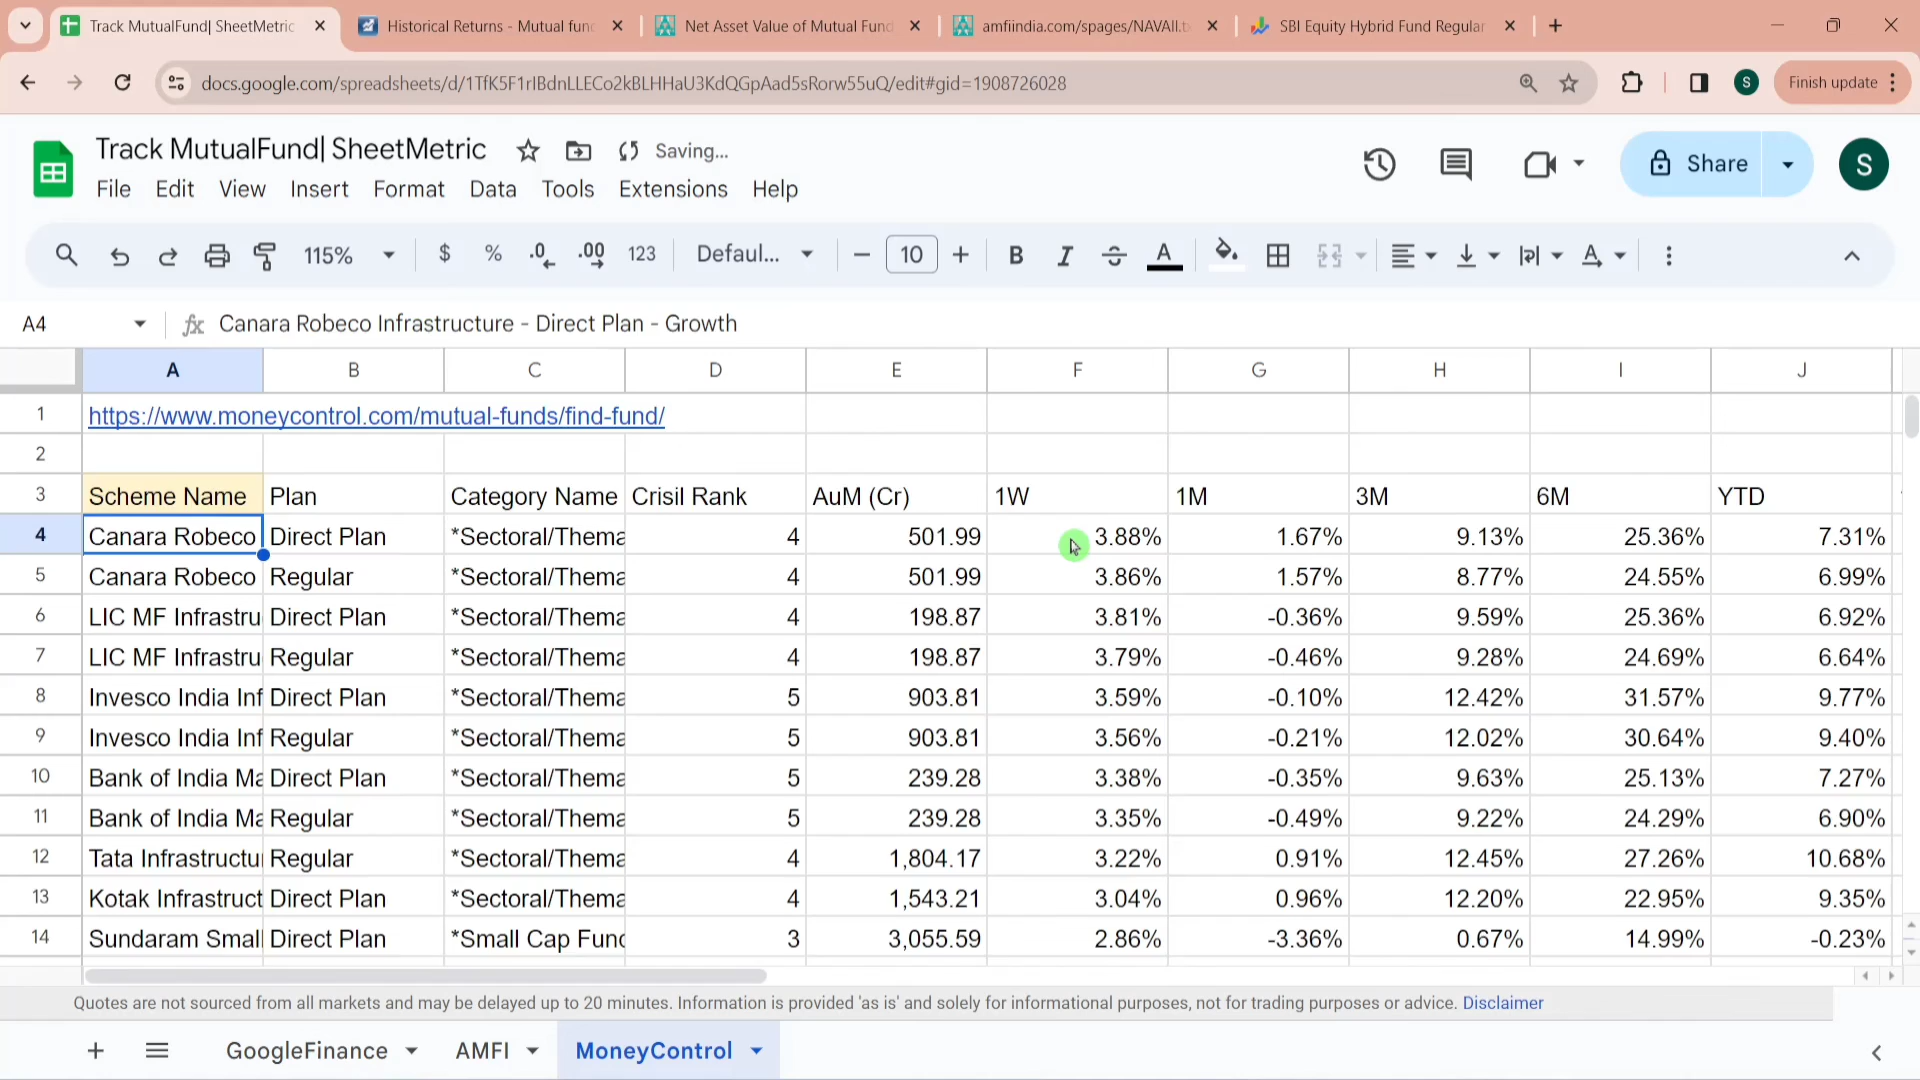 Track MutualFund| SheetMetric
Historical Returns - Mutual func
Net Asset Value of Mutual Fund
amfiindia.com/spages/NAVAll.t
SBI Equity Hybrid Fund Regular
docs.google.com/spreadsheets/d/1TfK5F1rIBdnLLECo2kBLHHaU3KdQGpAad5sRorw55uQ/edit#gid=1908726028
S
Finish update
Track MutualFund| SheetMetric
Saving...
File Edit View Insert Format Data Tools Extensions Help
Share
S
115%
$ % .0 .00 123
Defaul...
10
B I A
A4
fx Canara Robeco Infrastructure - Direct Plan - Growth
A B C D E F G H I J
1 https://www.moneycontrol.com/mutual-funds/find-fund/
2
3 Scheme Name Plan Category Name Crisil Rank AuM (Cr) 1W 1M 3M 6M YTD
4 Canara Robeco Direct Plan *Sectoral/Thema 4 501.99 3.88% 1.67% 9.13% 25.36% 7.31%
5 Canara Robeco Regular *Sectoral/Thema 4 501.99 3.86% 1.57% 8.77% 24.55% 6.99%
6 LIC MF Infrastru Direct Plan *Sectoral/Thema 4 198.87 3.81% -0.36% 9.59% 25.36% 6.92%
7 LIC MF Infrastru Regular *Sectoral/Thema 4 198.87 3.79% -0.46% 9.28% 24.69% 6.64%
8 Invesco India Inf Direct Plan *Sectoral/Thema 5 903.81 3.59% -0.10% 12.42% 31.57% 9.77%
9 Invesco India Inf Regular *Sectoral/Thema 5 903.81 3.56% -0.21% 12.02% 30.64% 9.40%
10 Bank of India Ma Direct Plan *Sectoral/Thema 5 239.28 3.38% -0.35% 9.63% 25.13% 7.27%
11 Bank of India Ma Regular *Sectoral/Thema 5 239.28 3.35% -0.49% 9.22% 24.29% 6.90%
12 Tata Infrastructu Regular *Sectoral/Thema 4 1,804.17 3.22% 0.91% 12.45% 27.26% 10.68%
13 Kotak Infrastruct Direct Plan *Sectoral/Thema 4 1,543.21 3.04% 0.96% 12.20% 22.95% 9.35%
14 Sundaram Small Direct Plan *Small Cap Func 3 3,055.59 2.86% -3.36% 0.67% 14.99% -0.23%
Quotes are not sourced from all markets and may be delayed up to 20 minutes. Information is provided 'as is' and solely for informational purposes, not for trading purposes or advice. Disclaimer
GoogleFinance AMFI MoneyControl